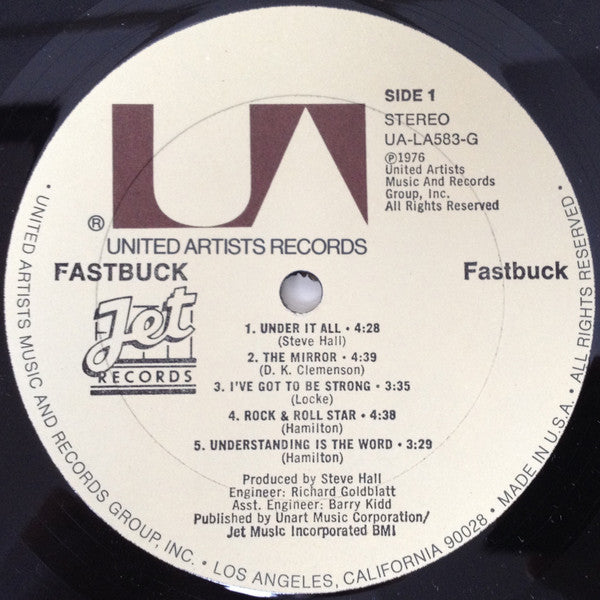 SIDE 1
STEREO
UA-LA583-G
Ⓟ1976
United Artists
Music And Records
Group, Inc.
All Rights Reserved
UA
®
UNITED ARTISTS RECORDS
FASTBUCK
Fastbuck
Jet
RECORDS
1. UNDER IT ALL • 4:28
(Steve Hall)
2. THE MIRROR • 4:39
(D. K. Clemenson)
3. I'VE GOT TO BE STRONG • 3:35
(Locke)
4. ROCK & ROLL STAR • 4:38
(Hamilton)
5. UNDERSTANDING IS THE WORD • 3:29
(Hamilton)
Produced by Steve Hall
Engineer: Richard Goldblatt
Asst. Engineer: Barry Kidd
Published by Unart Music Corporation/
Jet Music Incorporated BMI
• UNITED ARTISTS MUSIC AND RECORDS GROUP, INC. • LOS ANGELES, CALIFORNIA 90028 • MADE IN U.S.A. • ALL RIGHTS RESERVED •